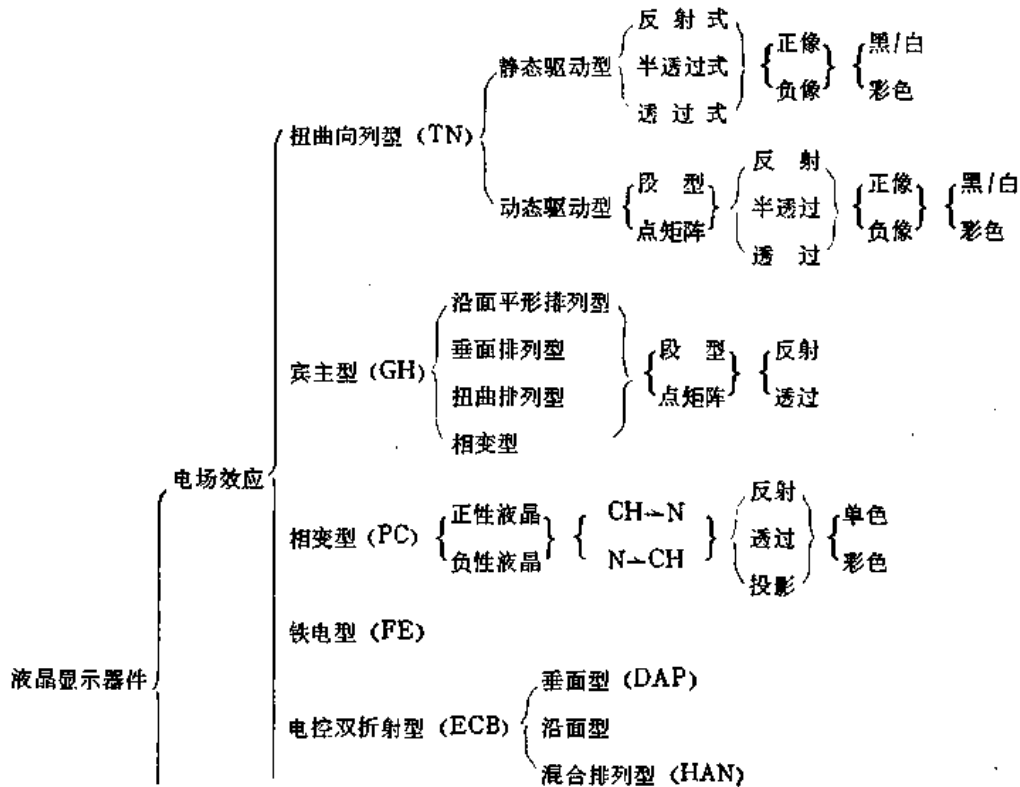 反射式
静态驱动型 半透过式 正像 黑/白
负像 彩色
透过式
扭曲向列型 (TN)
反射
动态驱动型 段型 半透过 正像 黑/白
点矩阵 负像 彩色
透过
沿面平形排列型
垂面排列型
宾主型 (GH) 段型 反射
扭曲排列型 点矩阵 透过
相变型
电场效应
反射
相变型 (PC) 正性液晶 CH→N 透过 单色
负性液晶 N→CH 彩色
投影
铁电型 (FE)
液晶显示器件
垂面型 (DAP)
电控双折射型 (ECB) 沿面型
混合排列型 (HAN)